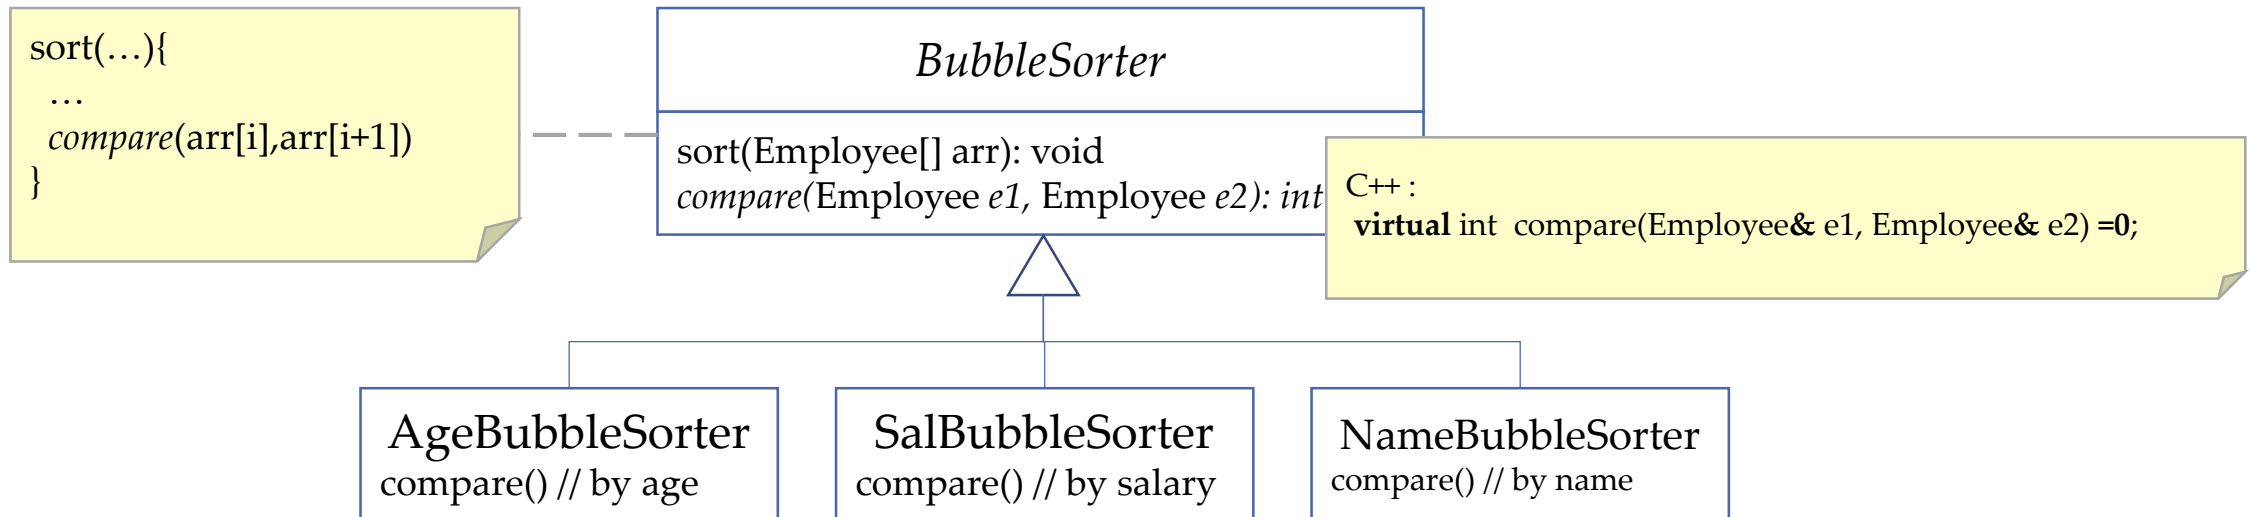 sort(…){
…
compare(arr[i],arr[i+1])
}
BubbleSorter
sort(Employee[] arr): void
compare(Employee e1, Employee e2): int
C++ :
virtual int compare(Employee& e1, Employee& e2) =0;
AgeBubbleSorter
compare() // by age
SalBubbleSorter
compare() // by salary
NameBubbleSorter
compare() // by name